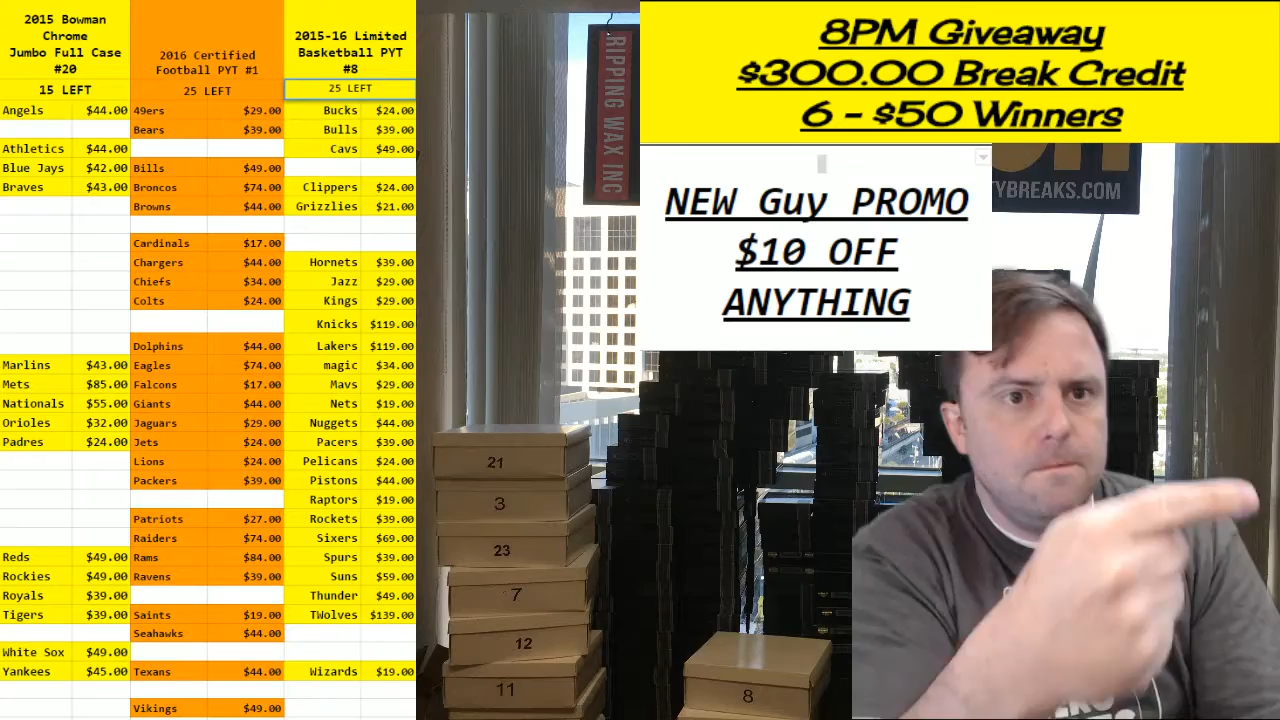 2015 Bowman
Chrome
Jumbo Full Case
#20
15 LEFT
Angels $44.00
Athletics $44.00
Blue Jays $42.00
Braves $43.00
Marlins $43.00
Mets $85.00
Nationals $55.00
Orioles $32.00
Padres $24.00
Reds $49.00
Rockies $49.00
Royals $39.00
Tigers $39.00
White Sox $49.00
Yankees $45.00
2016 Certified
Football PYT #1
25 LEFT
49ers $29.00
Bears $39.00
Bills $49.00
Broncos $74.00
Browns $44.00
Cardinals $17.00
Chargers $44.00
Chiefs $34.00
Colts $24.00
Dolphins $44.00
Eagles $74.00
Falcons $17.00
Giants $44.00
Jaguars $29.00
Jets $24.00
Lions $24.00
Packers $39.00
Patriots $27.00
Raiders $74.00
Rams $84.00
Ravens $39.00
Saints $19.00
Seahawks $44.00
Texans $44.00
Vikings $49.00
2015-16 Limited
Basketball PYT
#8
25 LEFT
Bucks $24.00
Bulls $39.00
Cavs $49.00
Clippers $24.00
Grizzlies $21.00
Hornets $39.00
Jazz $29.00
Kings $29.00
Knicks $119.00
Lakers $119.00
magic $34.00
Mavs $29.00
Nets $19.00
Nuggets $44.00
Pacers $39.00
Pelicans $24.00
Pistons $44.00
Raptors $19.00
Rockets $39.00
Sixers $69.00
Spurs $39.00
Suns $59.00
Thunder $49.00
TWolves $139.00
Wizards $19.00
RIPPING WAX INC
8PM Giveaway
$300.00 Break Credit
6 - $50 Winners
NEW Guy PROMO
$10 OFF
ANYTHING
TYBREAKS.COM
21
3
23
7
12
11
8